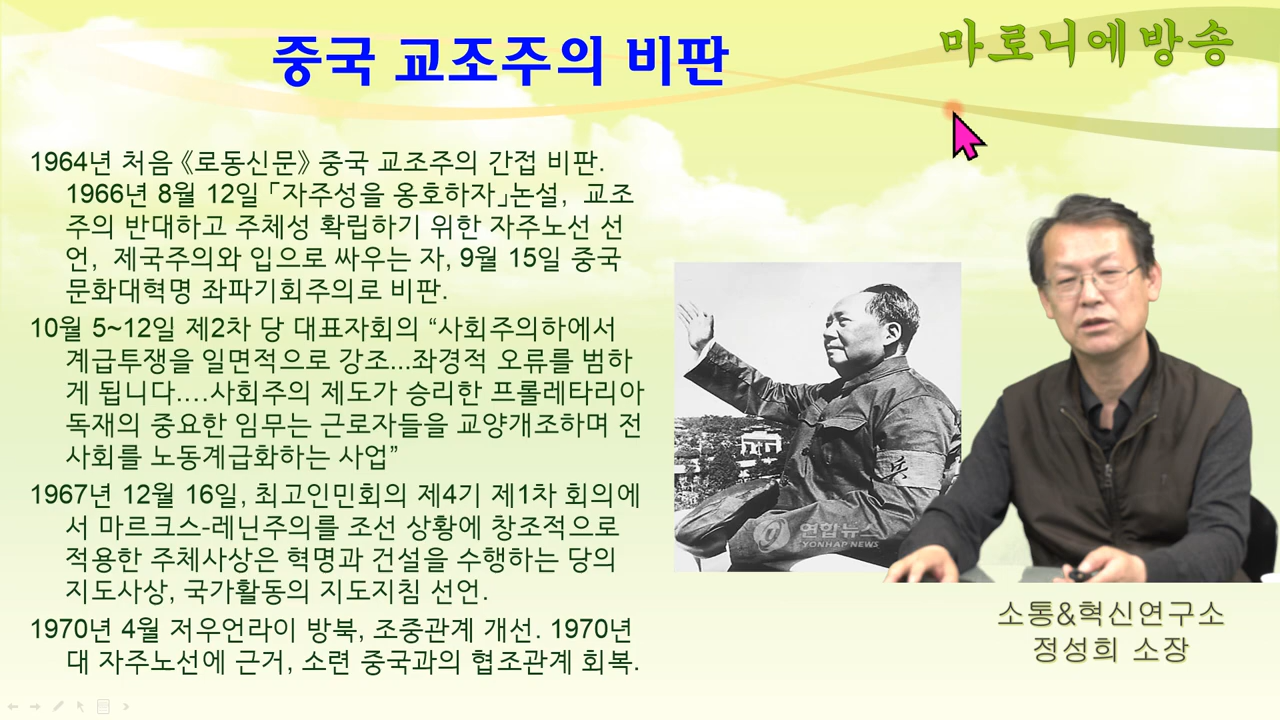 중국 교조주의 비판
마로니에방송
1964년 처음 《로동신문》 중국 교조주의 간접 비판.
1966년 8월 12일 「자주성을 옹호하자」논설, 교조
주의 반대하고 주체성 확립하기 위한 자주노선 선
언, 제국주의와 입으로 싸우는 자, 9월 15일 중국
문화대혁명 좌파기회주의로 비판.
10월 5~12일 제2차 당 대표자회의 “사회주의하에서
계급투쟁을 일면적으로 강조...좌경적 오류를 범하
게 됩니다....사회주의 제도가 승리한 프롤레타리아
독재의 중요한 임무는 근로자들을 교양개조하며 전
사회를 노동계급화하는 사업”
1967년 12월 16일, 최고인민회의 제4기 제1차 회의에
서 마르크스-레닌주의를 조선 상황에 창조적으로
적용한 주체사상은 혁명과 건설을 수행하는 당의
지도사상, 국가활동의 지도지침 선언.
1970년 4월 저우언라이 방북, 조중관계 개선. 1970년
대 자주노선에 근거, 소련 중국과의 협조관계 회복.
兵
연합뉴스
YONHAP NEWS
소통&혁신연구소
정성희 소장